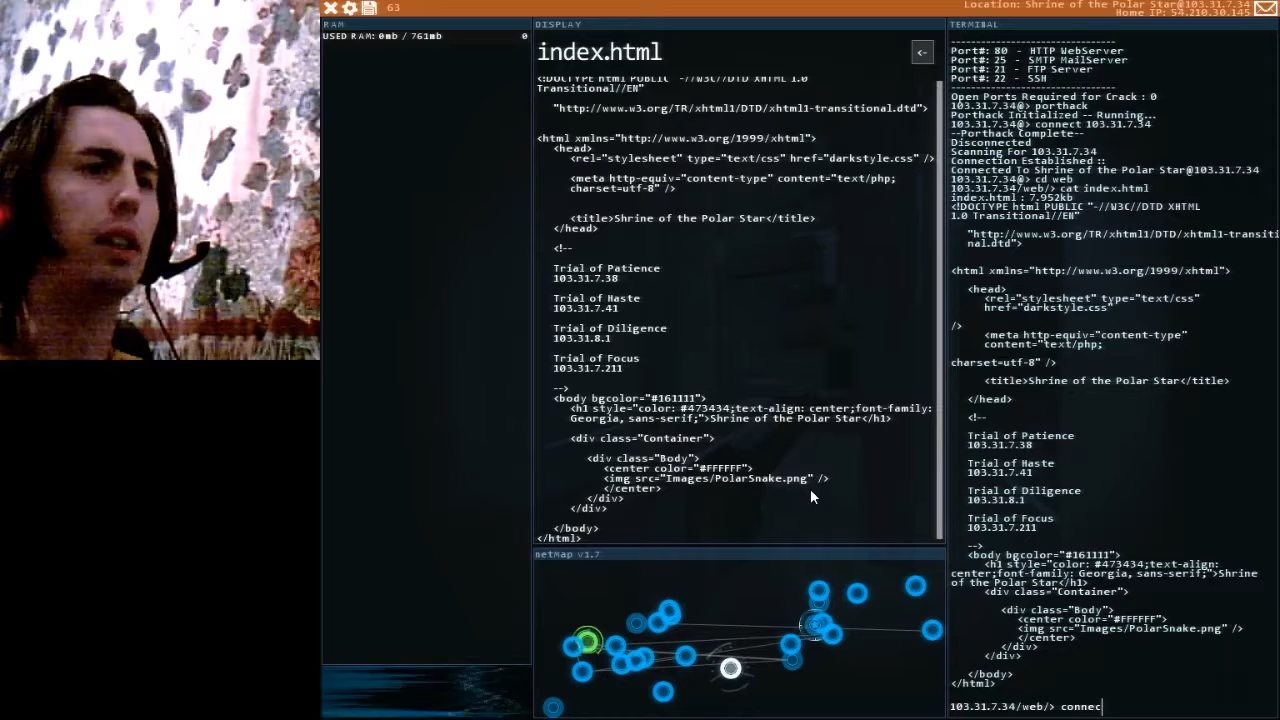 63
Location: Shrine of the Polar Star@103.31.7.34
Home IP: 54.210.30.145
RAM
USED RAM: 0mb / 761mb
0
DISPLAY
index.html
<-
<!DOCTYPE html PUBLIC "-//W3C//DTD XHTML 1.0
Transitional//EN"
"http://www.w3.org/TR/xhtml1/DTD/xhtml1-transitional.dtd">
<html xmlns="http://www.w3.org/1999/xhtml">
<head>
<rel="stylesheet" type="text/css" href="darkstyle.css" />
<meta http-equiv="content-type" content="text/php;
charset=utf-8" />
<title>Shrine of the Polar Star</title>
</head>
<!--
Trial of Patience
103.31.7.38
Trial of Haste
103.31.7.41
Trial of Diligence
103.31.8.1
Trial of Focus
103.31.7.211
-->
<body bgcolor="#161111">
<h1 style="color: #473434;text-align: center;font-family:
Georgia, sans-serif;">Shrine of the Polar Star</h1>
<div class="Container">
<div class="Body">
<center color="#FFFFFF">
<img src="Images/PolarSnake.png" />
</center>
</div>
</div>
</body>
</html>
netMap v1.7
TERMINAL
---------------------------------
Port#: 80 - HTTP WebServer
Port#: 25 - SMTP MailServer
Port#: 21 - FTP Server
Port#: 22 - SSH
---------------------------------
Open Ports Required for Crack : 0
103.31.7.34@> porthack
Porthack Initialized -- Running...
103.31.7.34@> connect 103.31.7.34
--Porthack Complete--
Disconnected
Scanning For 103.31.7.34
Connection Established ::
Connected To Shrine of the Polar Star@103.31.7.34
103.31.7.34@> cd web
103.31.7.34/web/> cat index.html
index.html : 7.952kb
<!DOCTYPE html PUBLIC "-//W3C//DTD XHTML
1.0 Transitional//EN"
"http://www.w3.org/TR/xhtml1/DTD/xhtml1-transiti
nal.dtd">
<html xmlns="http://www.w3.org/1999/xhtml">
<head>
<rel="stylesheet" type="text/css"
href="darkstyle.css"
/>
<meta http-equiv="content-type"
content="text/php;
charset=utf-8" />
<title>Shrine of the Polar Star</title>
</head>
<!--
Trial of Patience
103.31.7.38
Trial of Haste
103.31.7.41
Trial of Diligence
103.31.8.1
Trial of Focus
103.31.7.211
-->
<body bgcolor="#161111">
<h1 style="color: #473434;text-align:
center;font-family: Georgia, sans-serif;">Shrine
of the Polar Star</h1>
<div class="Container">
<div class="Body">
<center color="#FFFFFF">
<img src="Images/PolarSnake.png" />
</center>
</div>
</div>
</body>
</html>
103.31.7.34/web/> connec